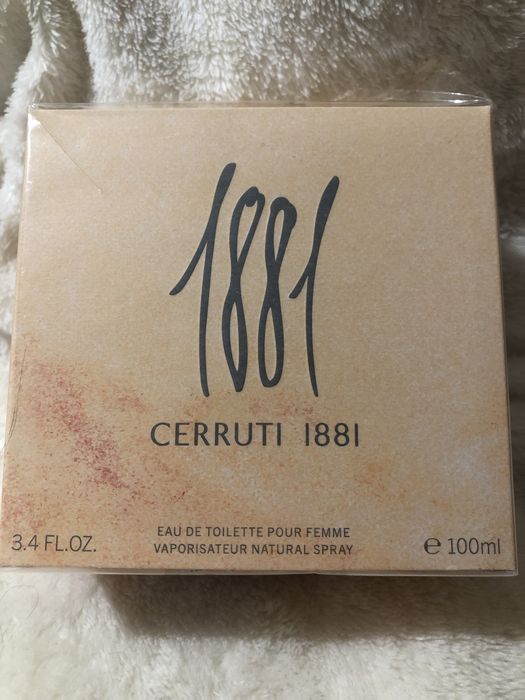 1881
CERRUTI 1881
EAU DE TOILETTE POUR FEMME
3.4 FL.OZ. VAPORISATEUR NATURAL SPRAY ℮ 100ml